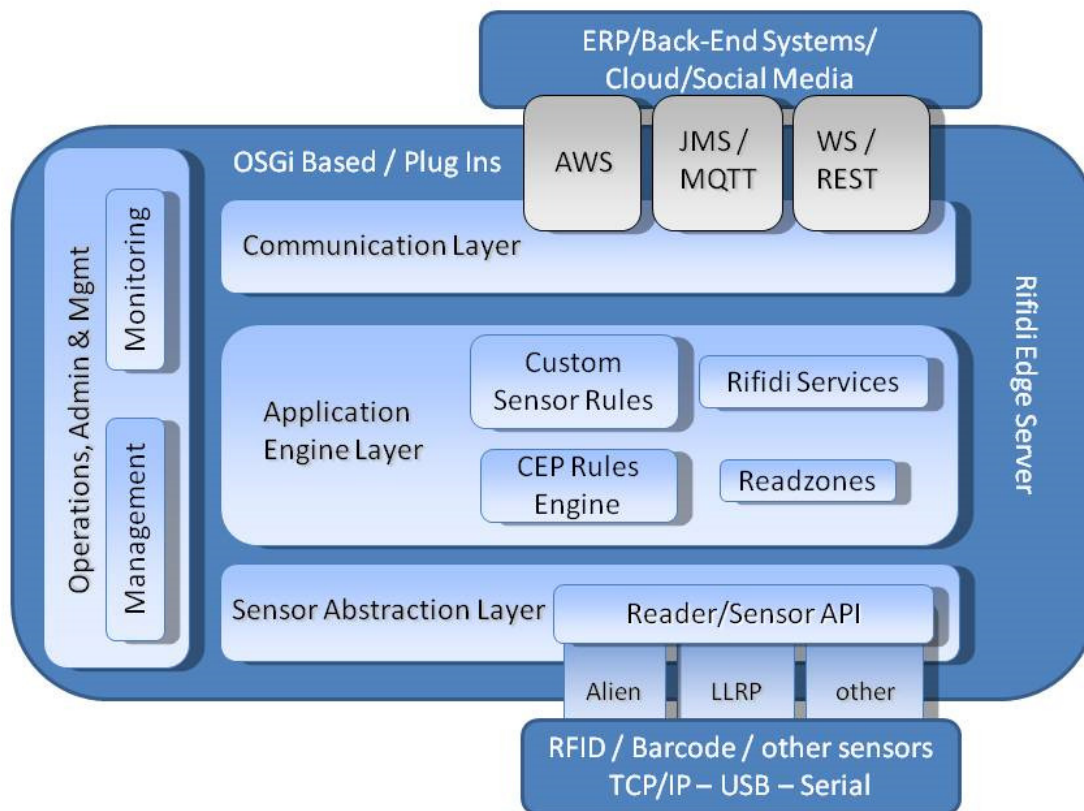 ERP/Back-End Systems/
Cloud/Social Media
AWS
JMS /
MQTT
WS /
REST
OSGi Based / Plug Ins
Operations, Admin & Mgmt
Monitoring
Management
Communication Layer
Application
Engine Layer
Custom
Sensor Rules
Rifidi Services
CEP Rules
Engine
Readzones
Rifidi Edge Server
Sensor Abstraction Layer
Reader/Sensor API
Alien
LLRP
other
RFID / Barcode / other sensors
TCP/IP – USB – Serial